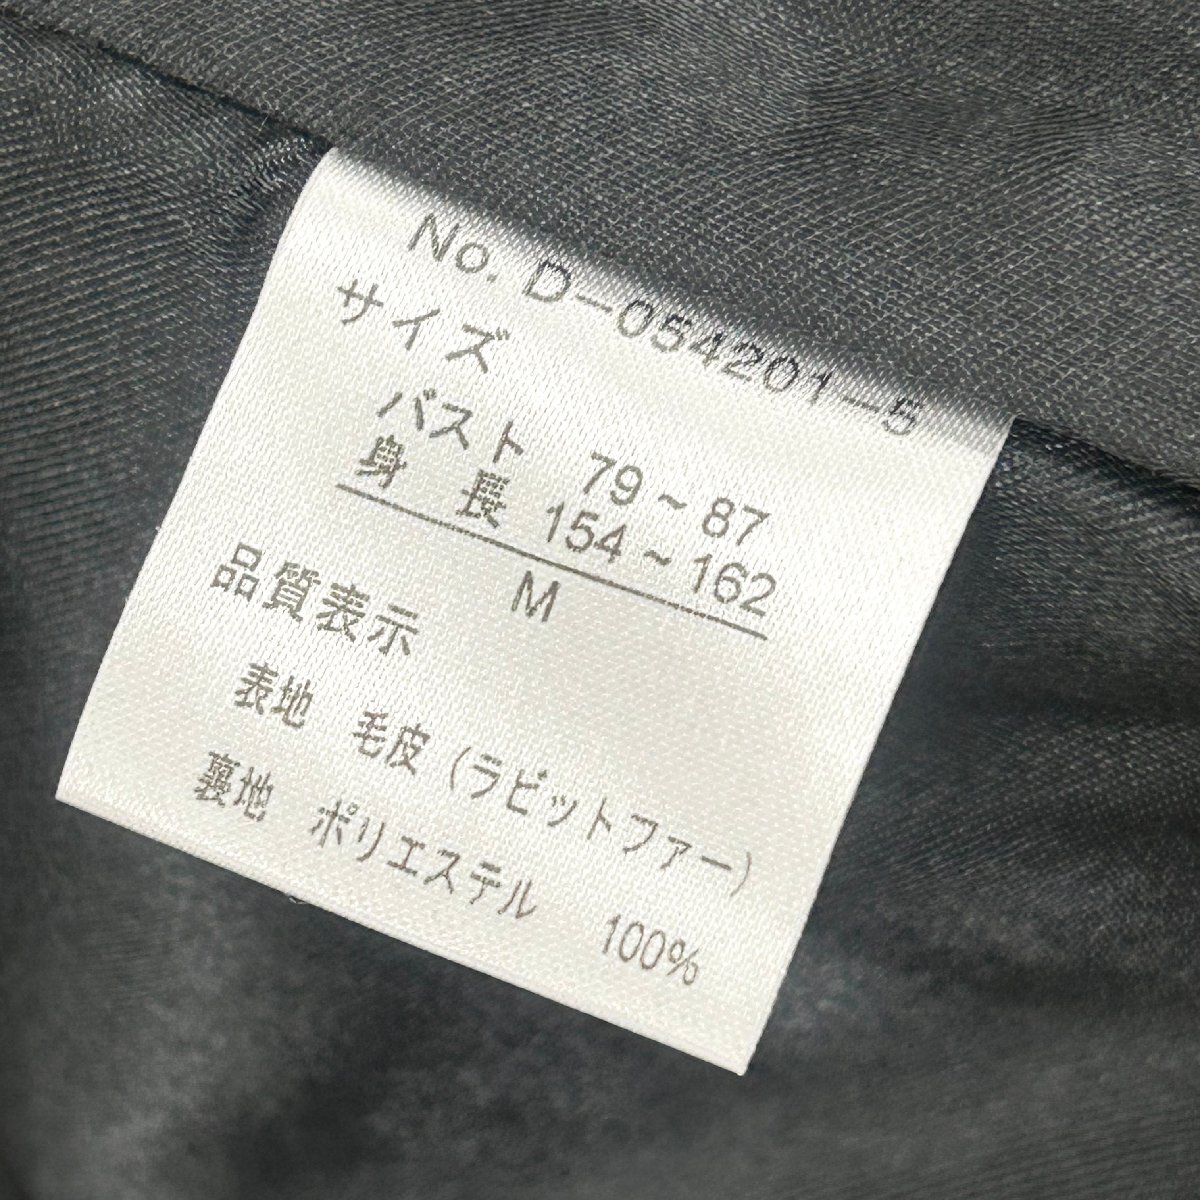 No. D-054201-5
サイズ
バスト 79~87
身 長 154~162
M
品質表示
表地 毛皮(ラビットファー)
裏地 ポリエステル 100%